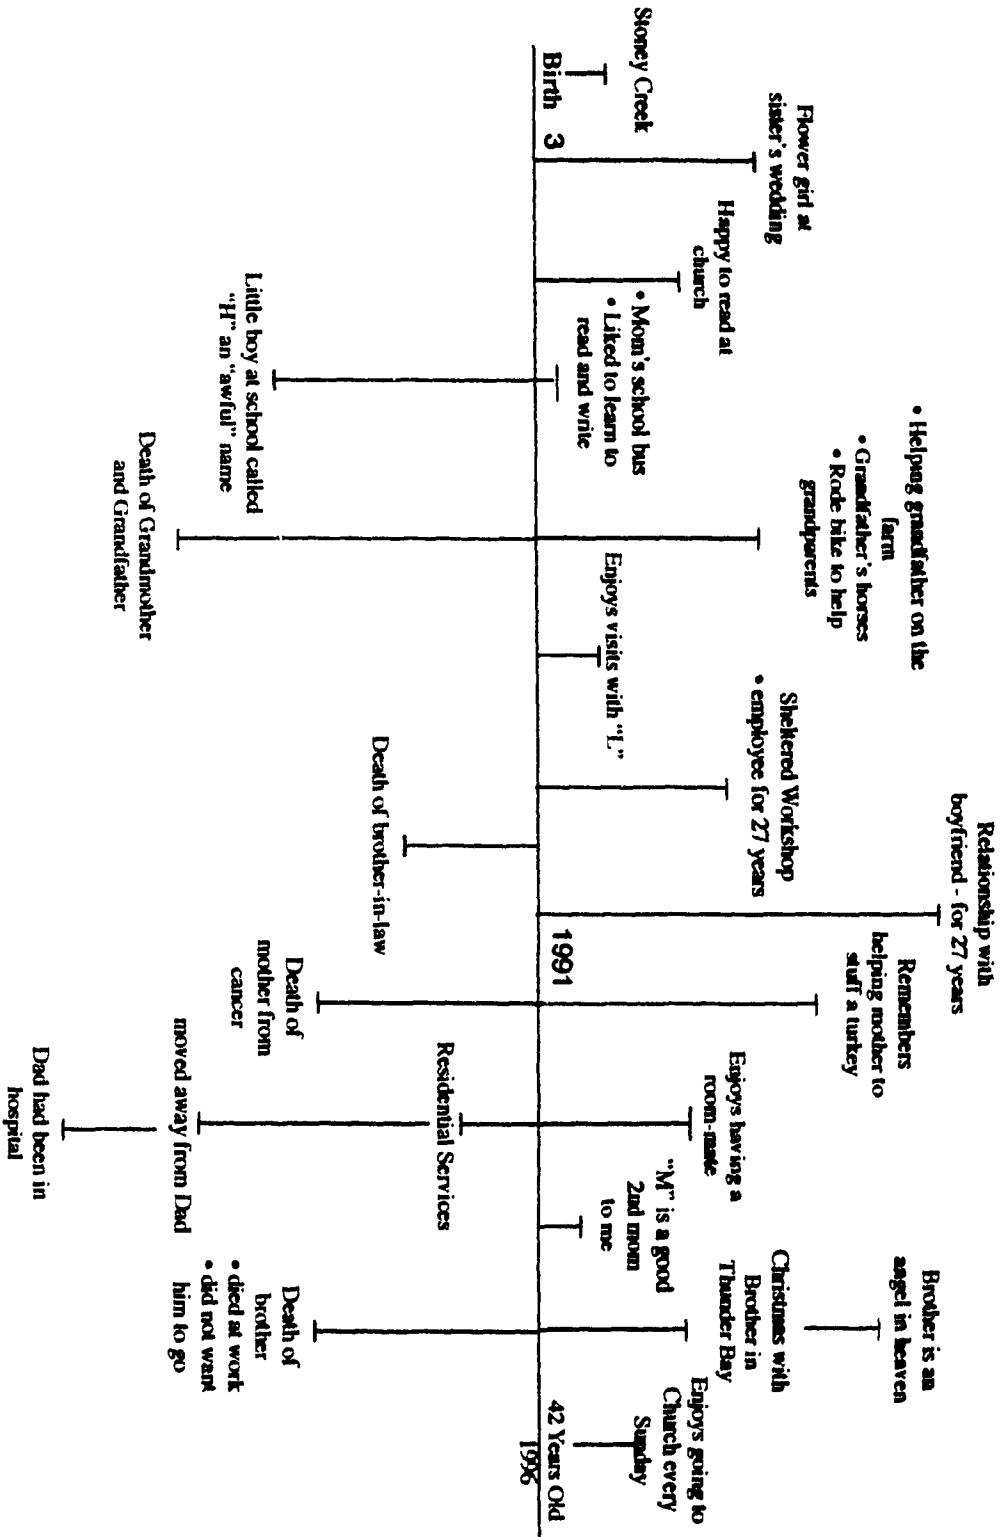 Stoney Creek
Birth
3
Flower girl at
sister's wedding
Happy to read at
church
• Mom's school bus
• Liked to learn to
read and write
Little boy at school called
"H" an "awful" name
• Helping grandfather on the
farm
• Grandfather's horses
• Rode bike to help
grandparents
Death of Grandmother
and Grandfather
Enjoys visits with "L"
Sheltered Workshop
• employee for 27 years
Death of brother-in-law
Relationship with
boyfriend - for 27 years
1991
Remembers
helping mother to
stuff a turkey
Death of
mother from
cancer
Enjoys having a
room-mate
Residential Services
moved away from Dad
Dad had been in
hospital
"M" is a good
2nd mom
to me
Brother is an
angel in heaven
Christmas with
Brother in
Thunder Bay
Death of
brother
• died at work
• did not want
him to go
Enjoys going to
Church every
Sunday
42 Years Old
1996